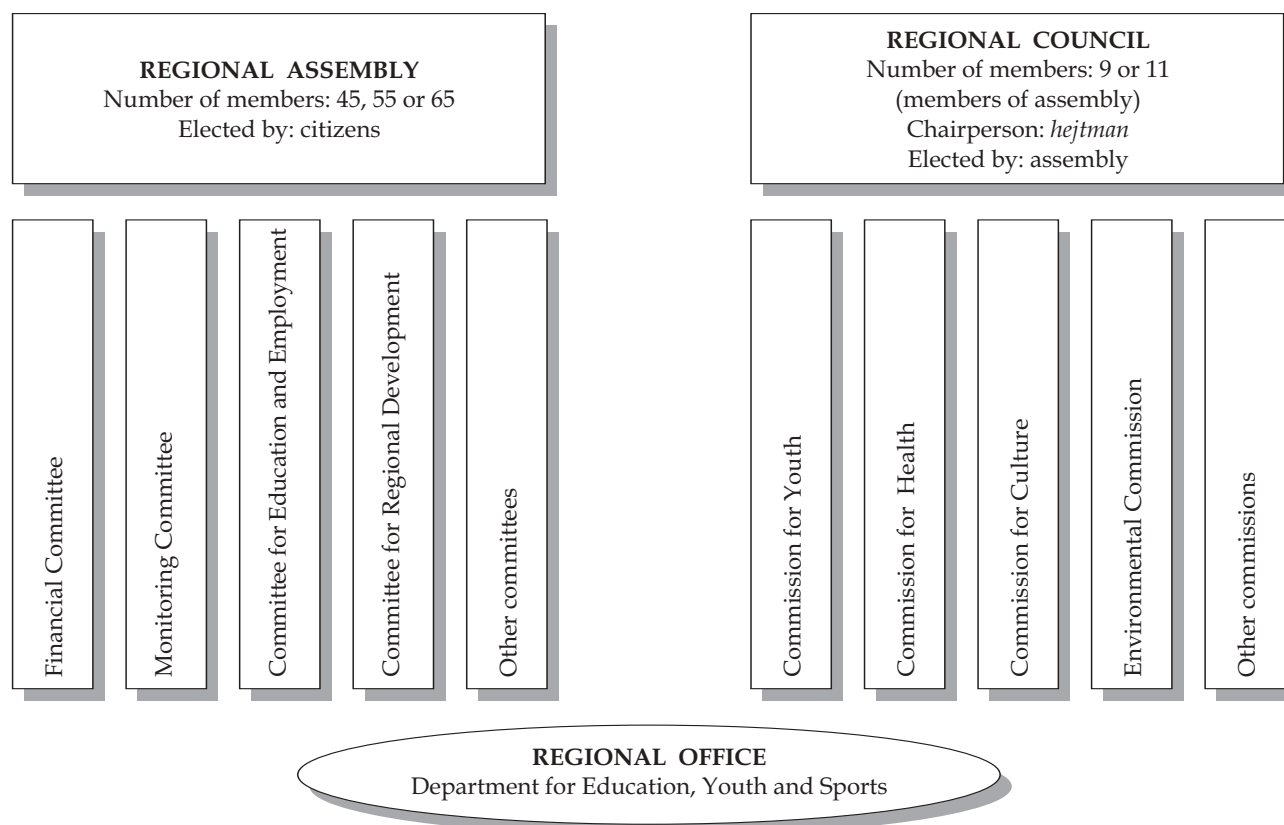 REGIONAL ASSEMBLY
Number of members: 45, 55 or 65
Elected by: citizens
REGIONAL COUNCIL
Number of members: 9 or 11
(members of assembly)
Chairperson: hejtman
Elected by: assembly
Financial Committee
Monitoring Committee
Committee for Education and Employment
Committee for Regional Development
Other committees
Commission for Youth
Commission for Health
Commission for Culture
Environmental Commission
Other commissions
REGIONAL OFFICE
Department for Education, Youth and Sports